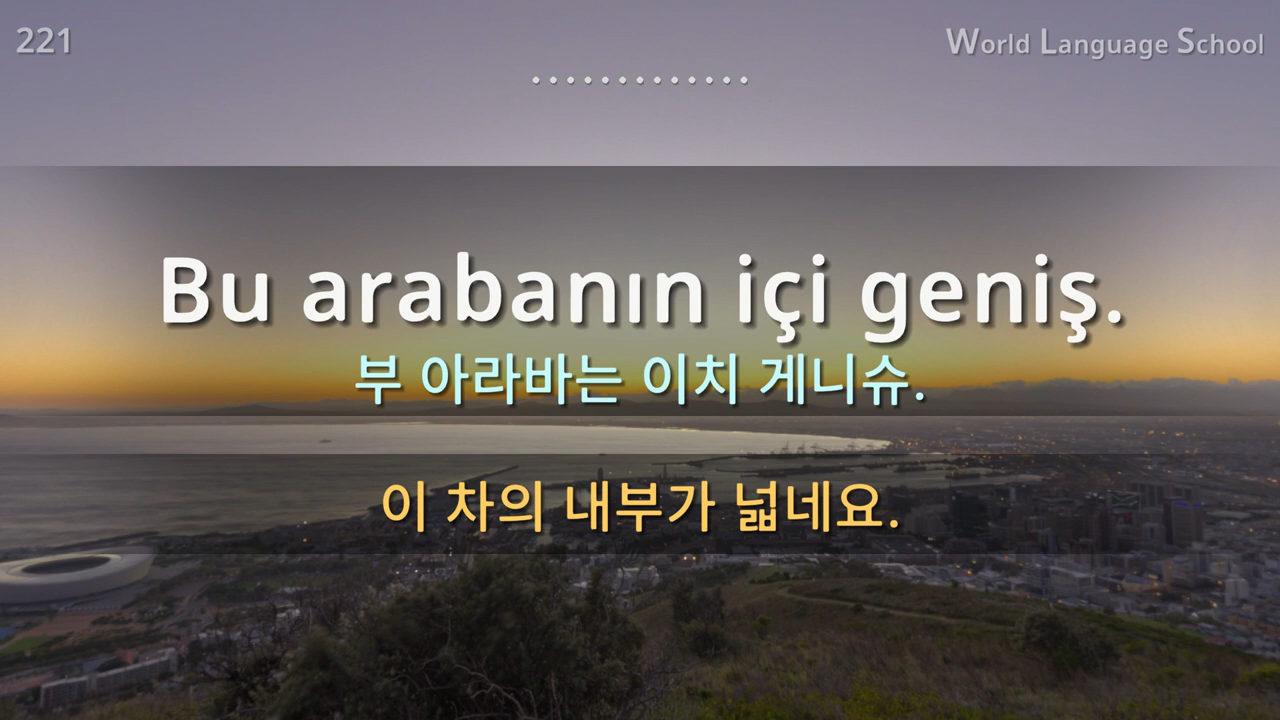 221
World Language School
Bu arabanın içi geniş.
부 아라바는 이치 게니슈.
이 차의 내부가 넓네요.